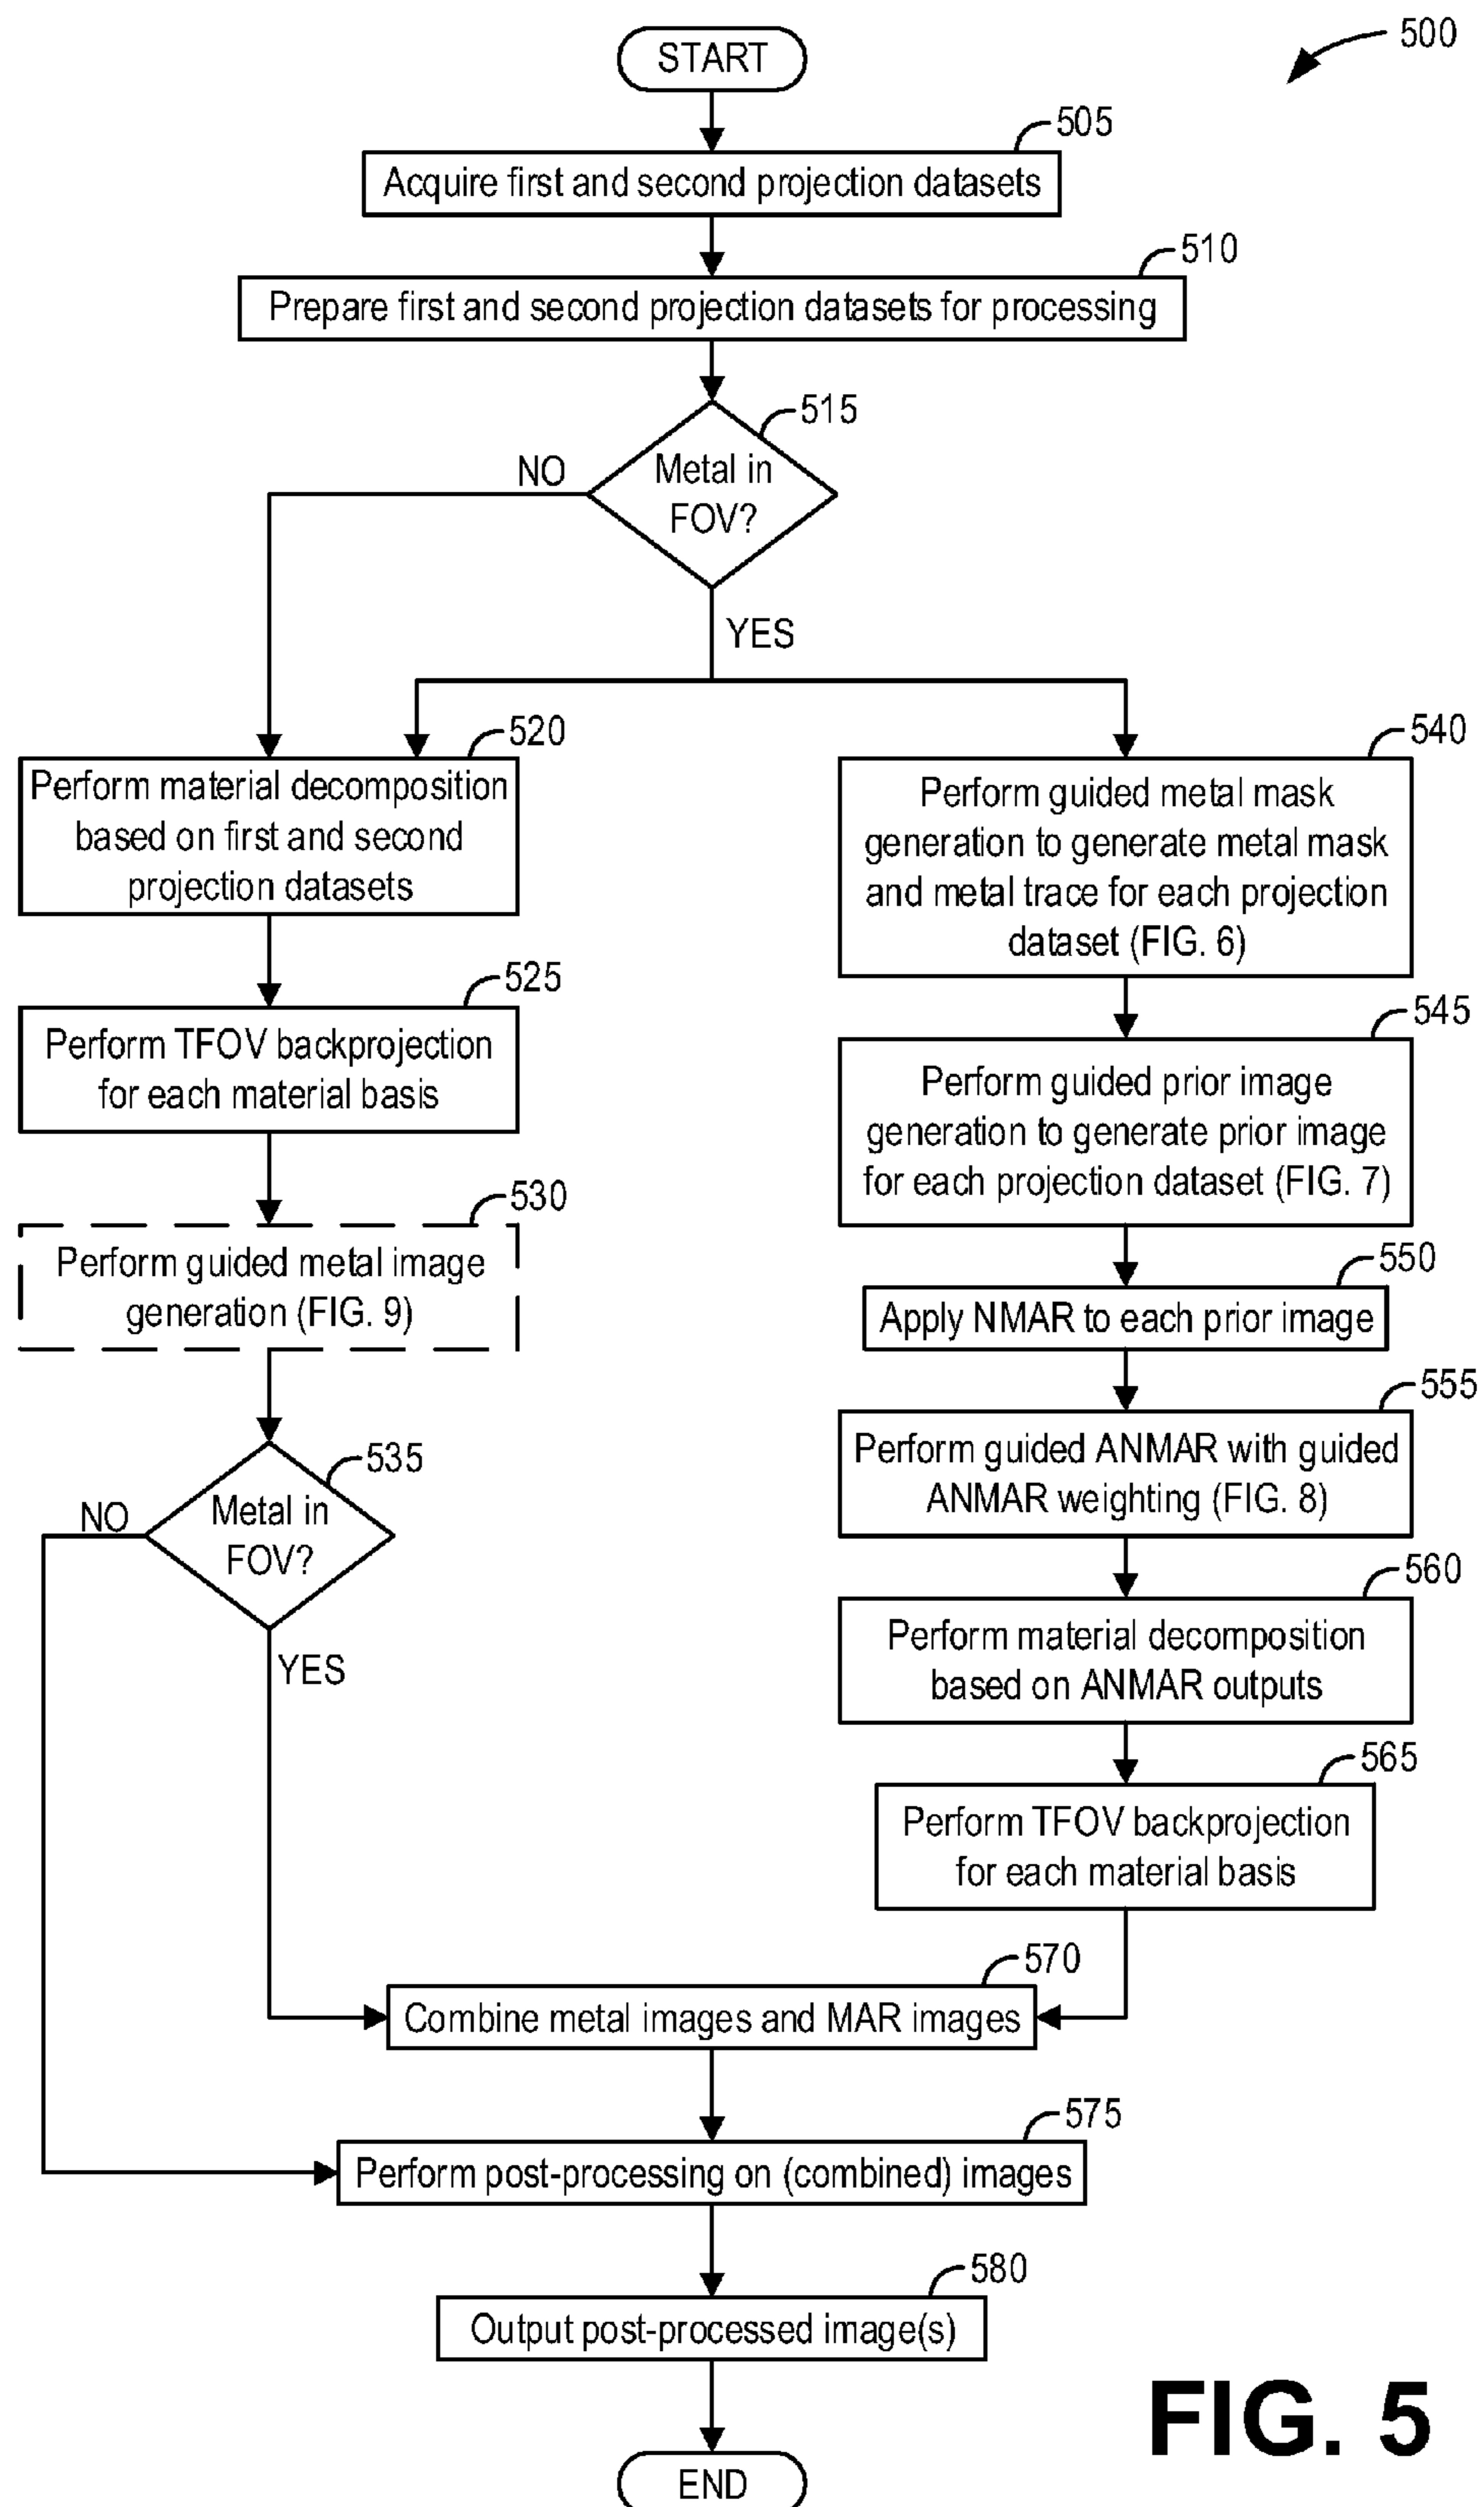 500
START
505
Acquire first and second projection datasets
510
Prepare first and second projection datasets for processing
515
Metal in
FOV?
NO
YES
520
Perform material decomposition
based on first and second
projection datasets
525
Perform TFOV backprojection
for each material basis
530
Perform guided metal image
generation (FIG. 9)
535
Metal in
FOV?
NO
YES
540
Perform guided metal mask
generation to generate metal mask
and metal trace for each projection
dataset (FIG. 6)
545
Perform guided prior image
generation to generate prior image
for each projection dataset (FIG. 7)
550
Apply NMAR to each prior image
555
Perform guided ANMAR with guided
ANMAR weighting (FIG. 8)
560
Perform material decomposition
based on ANMAR outputs
565
Perform TFOV backprojection
for each material basis
570
Combine metal images and MAR images
575
Perform post-processing on (combined) images
580
Output post-processed image(s)
END
FIG. 5